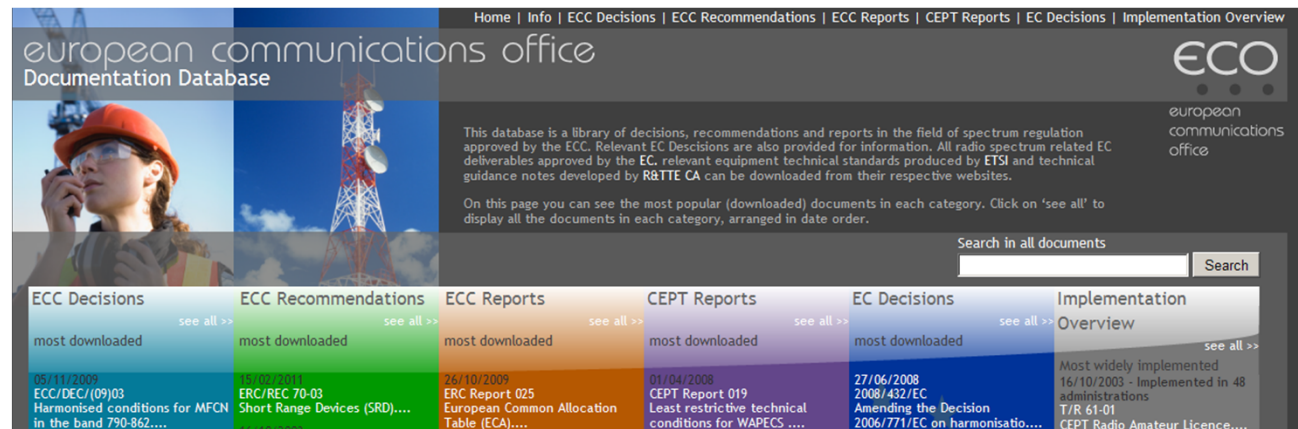 Home | Info | ECC Decisions | ECC Recommendations | ECC Reports | CEPT Reports | EC Decisions | Implementation Overview
european communications office
Documentation Database
ECO
european
communications
office
This database is a library of decisions, recommendations and reports in the field of spectrum regulation
approved by the ECC. Relevant EC Descisions are also provided for information. All radio spectrum related EC
deliverables approved by the EC. relevant equipment technical standards produced by ETSI and technical
guidance notes developed by R&TTE CA can be downloaded from their respective websites.
On this page you can see the most popular (downloaded) documents in each category. Click on ‘see all’ to
display all the documents in each category, arranged in date order.
Search in all documents
Search
ECC Decisions
see all >>
most downloaded
05/11/2009
ECC/DEC/(09)03
Harmonised conditions for MFCN
in the band 790-862....
ECC Recommendations
see all >>
most downloaded
15/02/2011
ERC/REC 70-03
Short Range Devices (SRD)....
ECC Reports
see all >>
most downloaded
26/10/2009
ERC Report 025
European Common Allocation
Table (ECA)....
CEPT Reports
see all >>
most downloaded
01/04/2008
CEPT Report 019
Least restrictive technical
conditions for WAPECS ....
EC Decisions
see all >>
most downloaded
27/06/2008
2008/432/EC
Amending the Decision
2006/771/EC on harmonisatio....
Implementation
Overview
see all >>
Most widely implemented
16/10/2003 - Implemented in 48
administrations
T/R 61-01
CEPT Radio Amateur Licence....